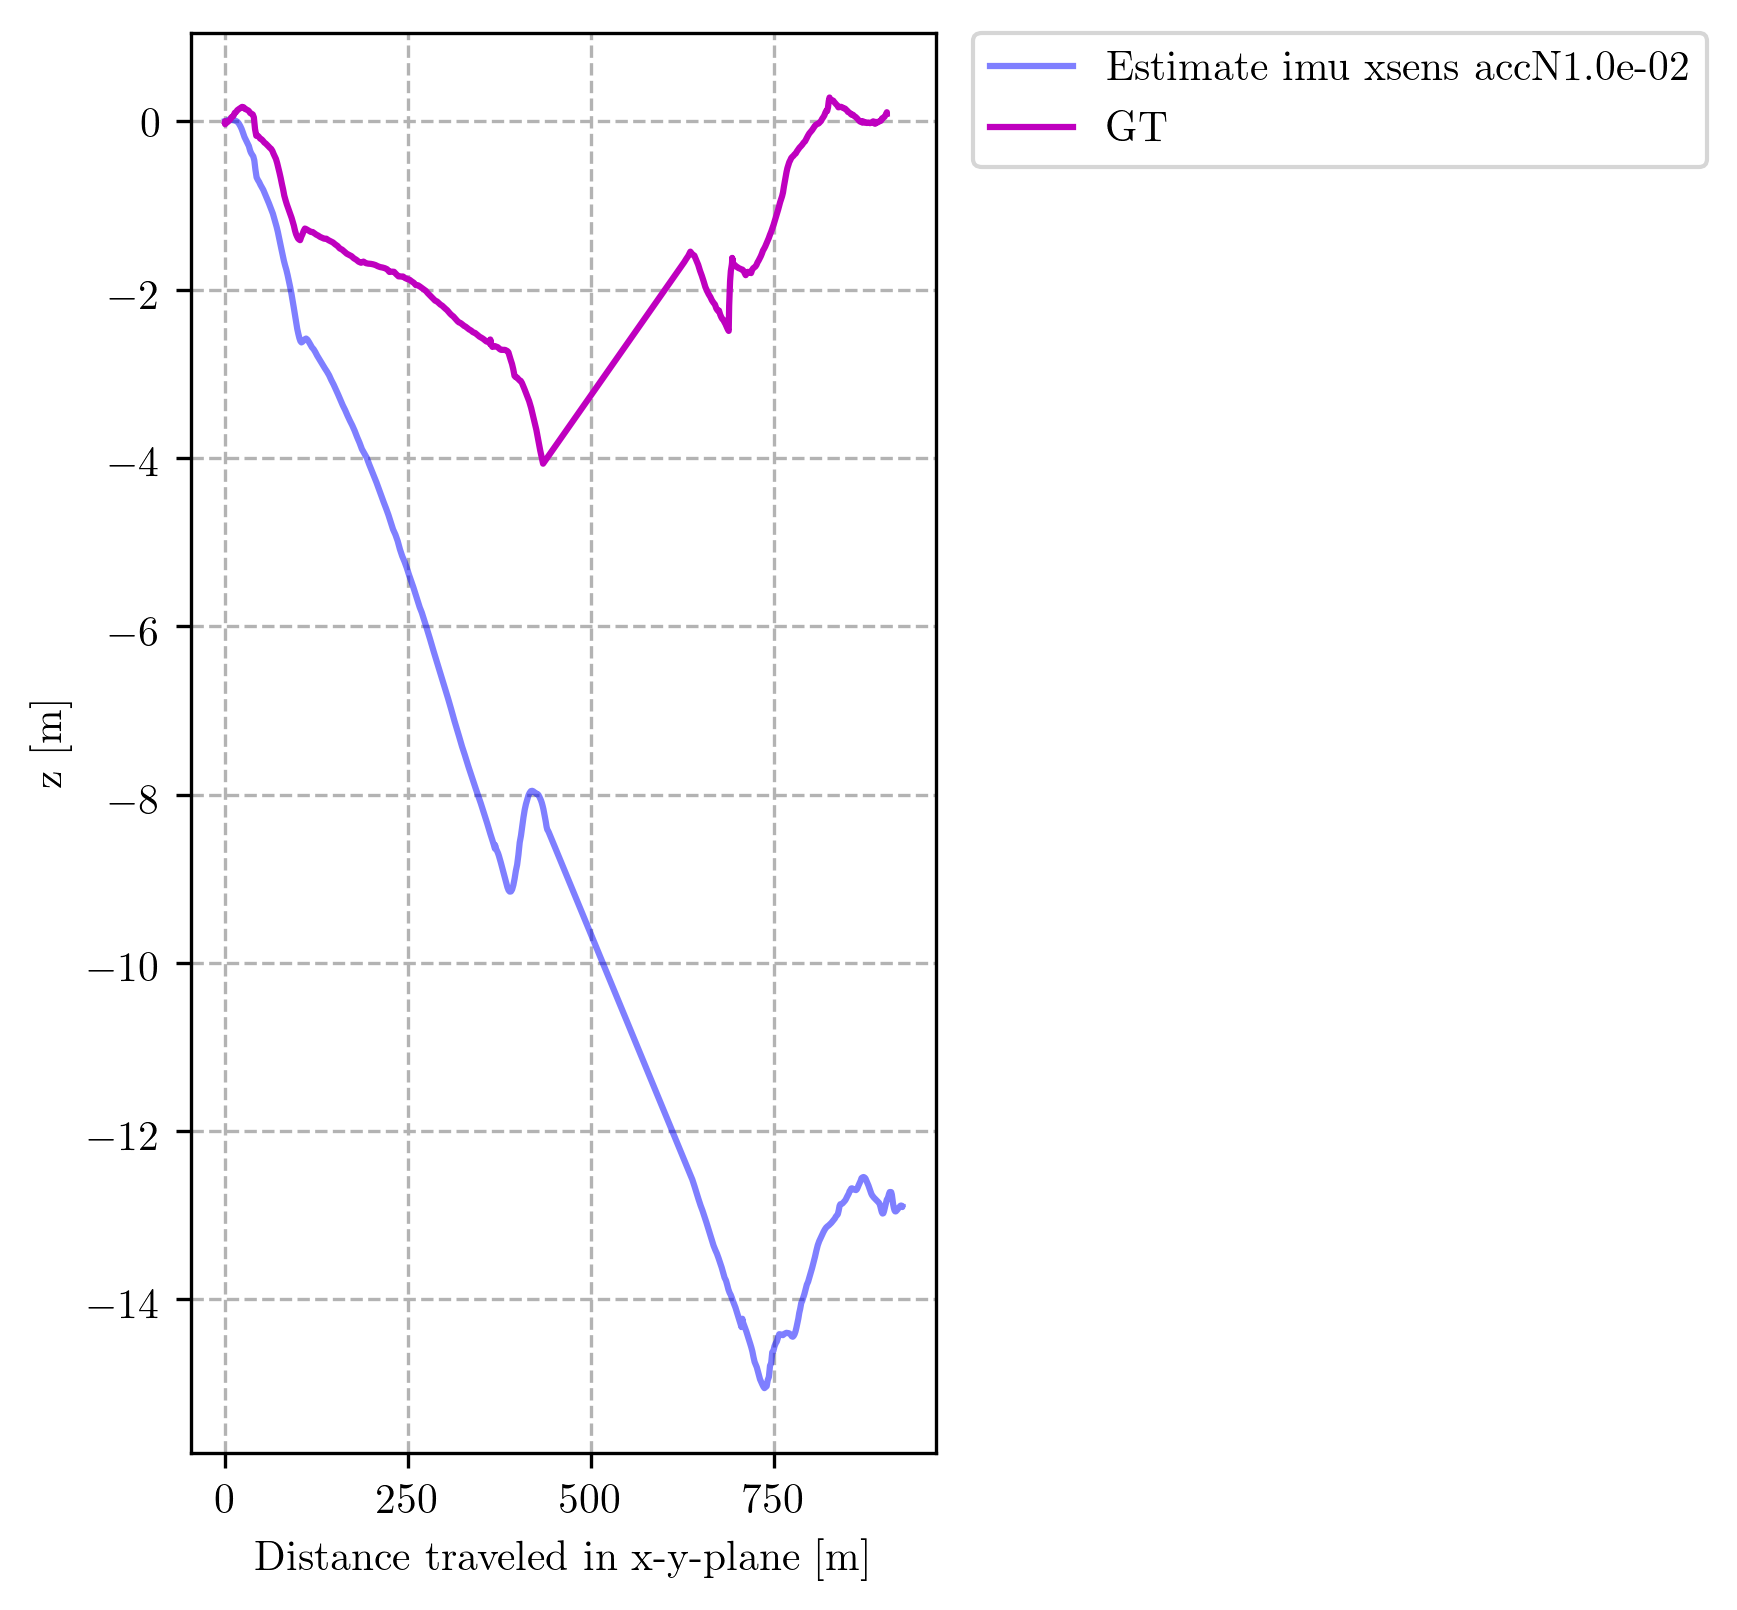 Estimate imu xsens accN1.0e-02
GT
0
−2
−4
−6
−8
−10
−12
−14
z [m]
0 250 500 750
Distance traveled in x-y-plane [m]